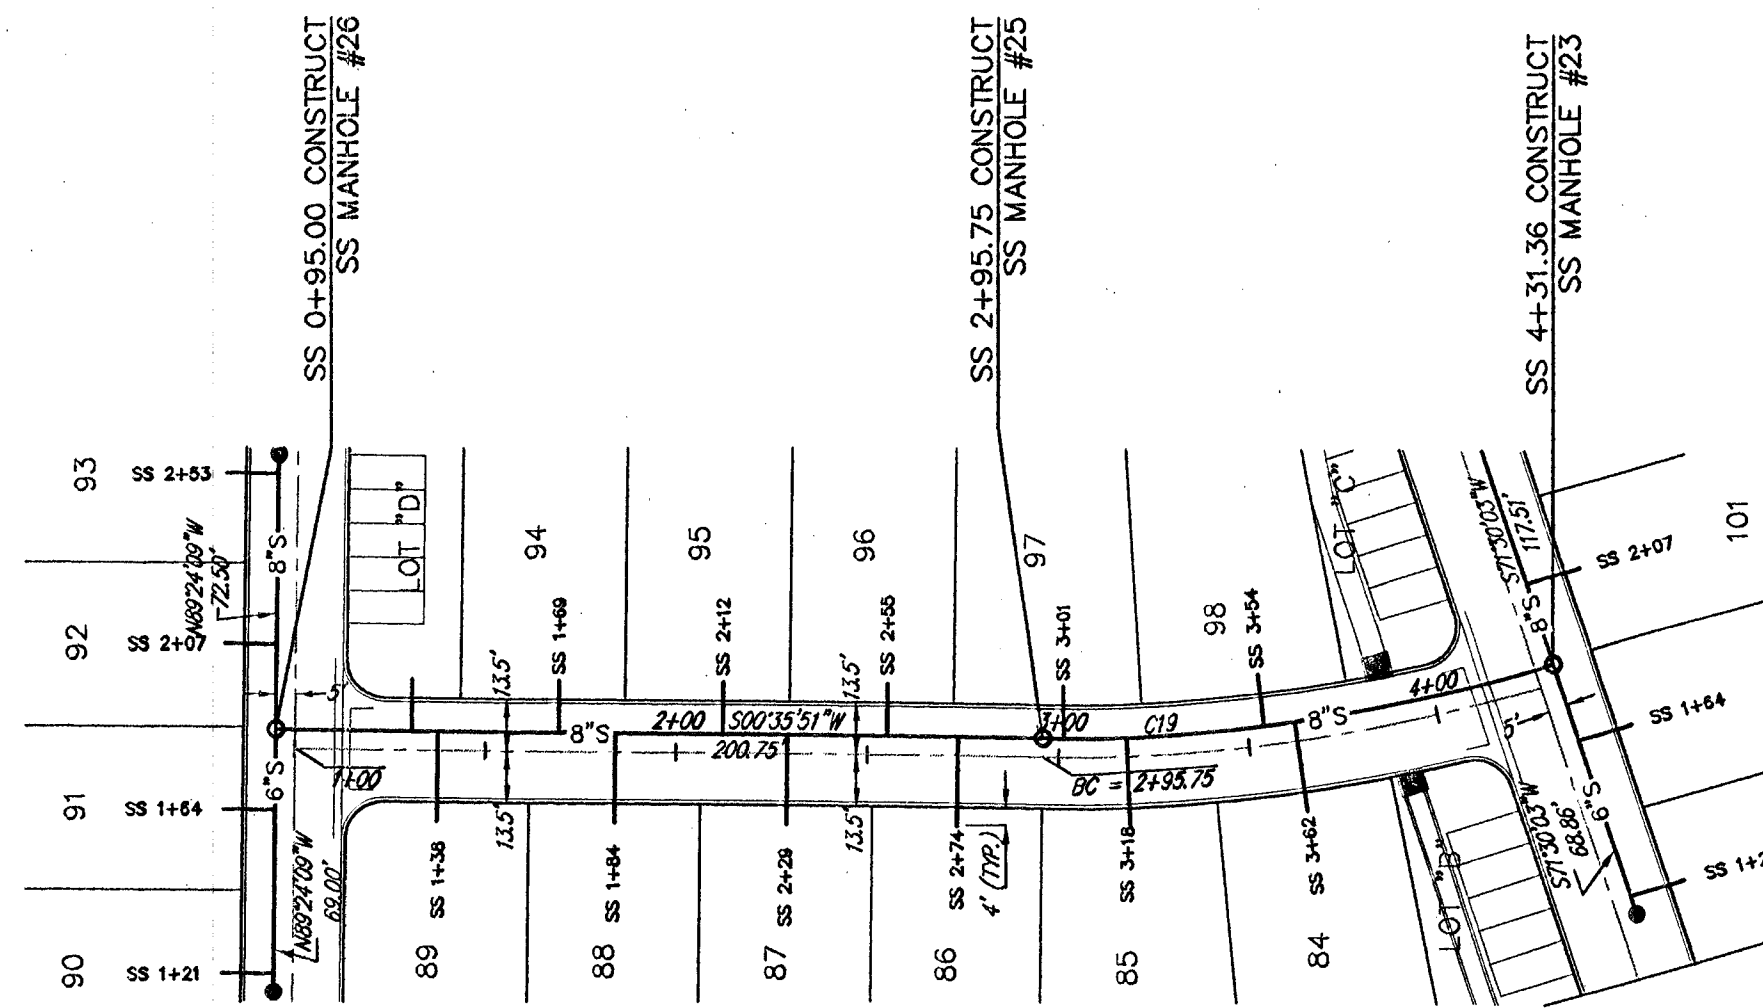 SS 0+95.00 CONSTRUCT
SS MANHOLE #26
SS 2+95.75 CONSTRUCT
SS MANHOLE #25
SS 4+31.36 CONSTRUCT
SS MANHOLE #23
93
SS 2+53
N89°24'09"W
72.50'
8"S
92
SS 2+07
5'
6"S
91
SS 1+64
N89°24'09"W
69.00'
90
SS 1+21
1+00
LOT "D"
94
95
96
97
98
LOT "C"
SS 1+69
SS 2+12
SS 2+55
SS 3+01
SS 3+54
13.5'
13.5'
8"S
2+00
S00°35'51"W
200.75'
3+00
C19
8"S
4+00
BC = 2+95.75
13.5'
13.5'
4' (TYP.)
SS 1+38
SS 1+84
SS 2+29
SS 2+74
SS 3+18
SS 3+62
89
88
87
86
85
84
LOT "B"
S71°30'03"W
117.51'
8"S
SS 2+07
101
SS 1+64
5'
6"S
S71°30'03"W
68.86'
SS 1+2